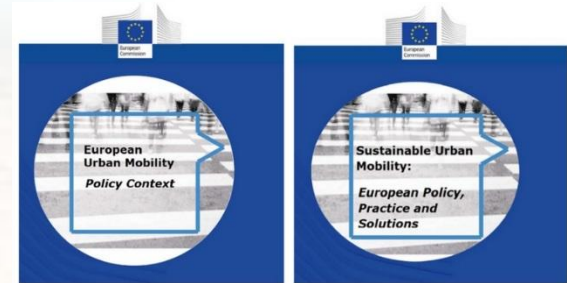 European
Commission
European
Urban Mobility
Policy Context
European
Commission
Sustainable Urban
Mobility:
European Policy,
Practice and
Solutions